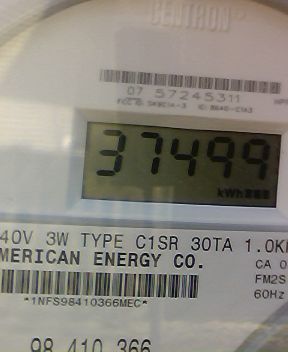 CENTRON
07 57245311
37499
kWh
40V 3W TYPE C1SR 30TA 1.0K
MERICAN ENERGY CO.
CA 0
FM2S
60Hz
*1NFS98410366MEC*
98 410 366